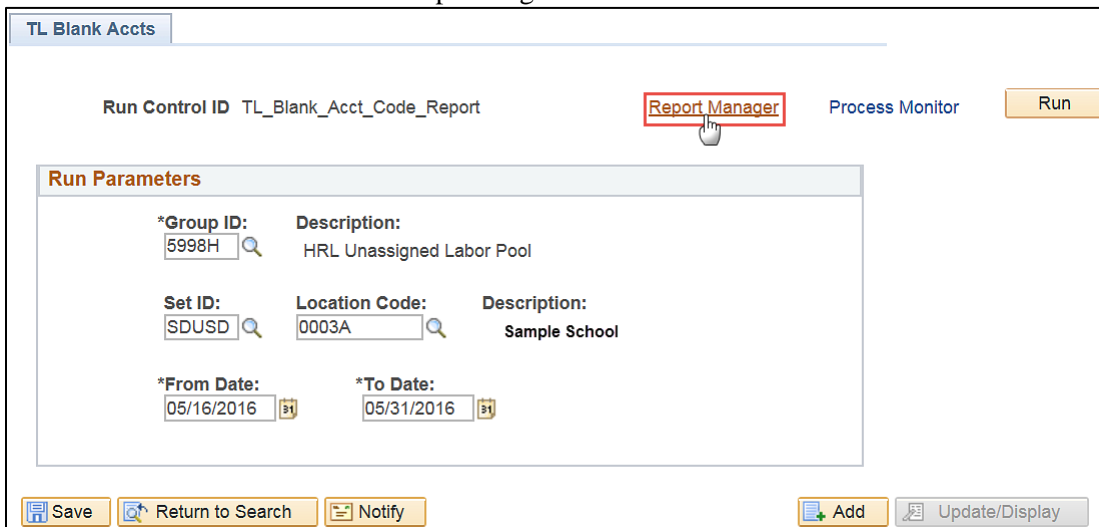 TL Blank Accts
Run Control ID TL_Blank_Acct_Code_Report Report Manager Process Monitor Run
Run Parameters
*Group ID: Description:
5998H HRL Unassigned Labor Pool
Set ID: Location Code: Description:
SDUSD 0003A Sample School
*From Date: *To Date:
05/16/2016 31 05/31/2016 31
Save Return to Search Notify Add Update/Display